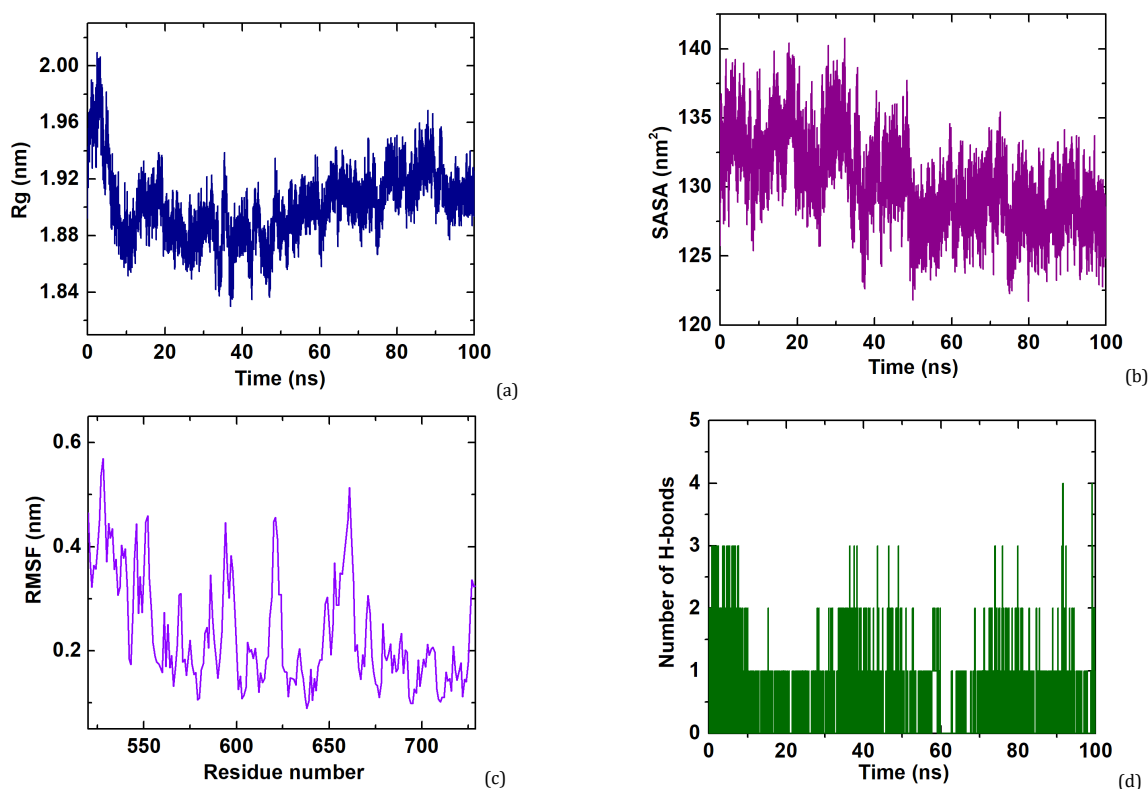 2.00
1.96
1.92
1.88
1.84
Rg (nm)
0 20 40 60 80 100
Time (ns)
(a)
140
135
130
125
120
SASA (nm²)
0 20 40 60 80 100
Time (ns)
(b)
0.6
0.4
0.2
RMSF (nm)
550 600 650 700
Residue number
(c)
5
4
3
2
1
0
Number of H-bonds
0 20 40 60 80 100
Time (ns)
(d)